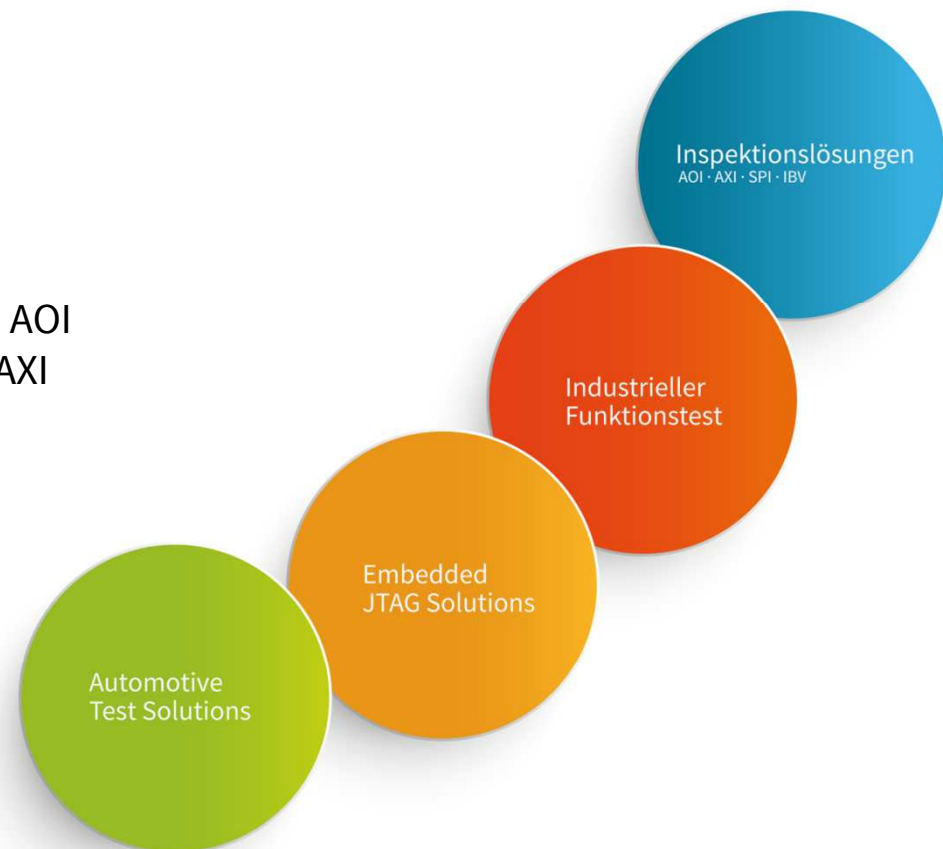 Inspektionslösungen
AOI · AXI · SPI · IBV
AOI
AXI
Industrieller
Funktionstest
Embedded
JTAG Solutions
Automotive
Test Solutions